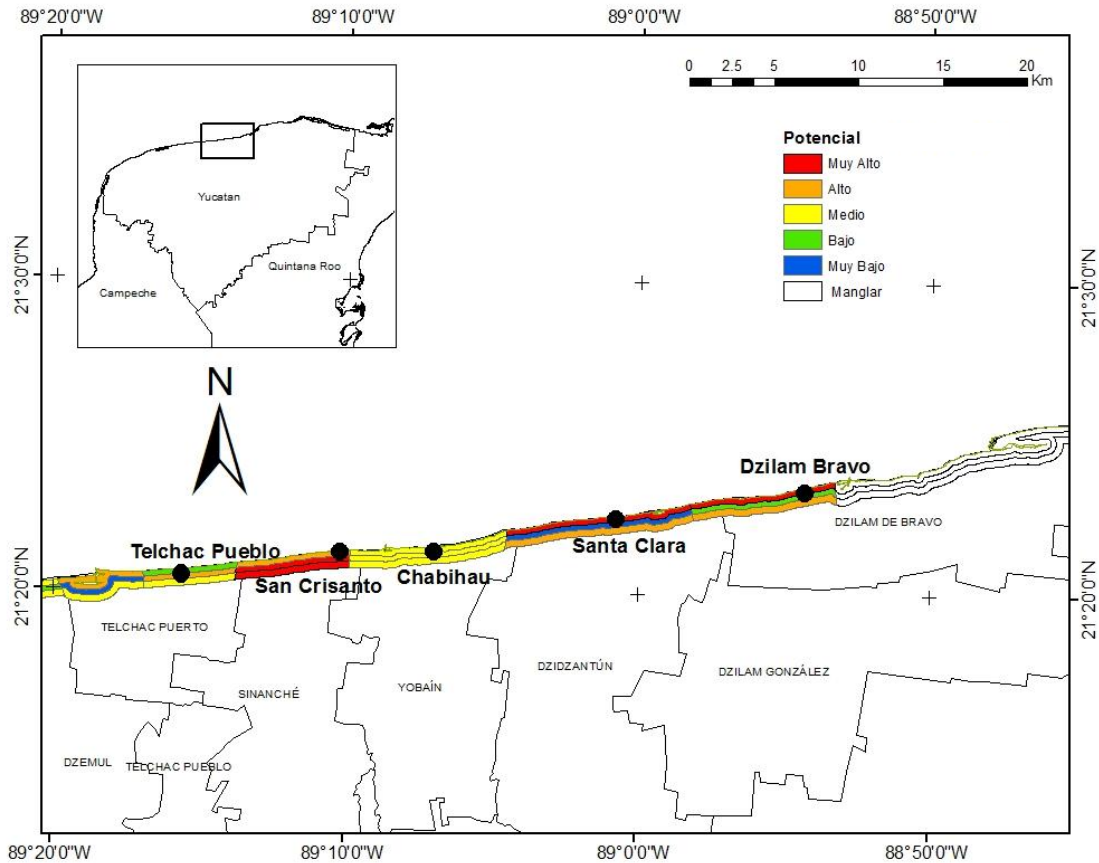 89°20'0"W 89°10'0"W 89°0'0"W 88°50'0"W
0 2.5 5 10 15 20
Km
Potencial
Muy Alto
Alto
Medio
Bajo
Muy Bajo
Manglar
Yucatan
Quintana Roo
Campeche
21°30'0"N
21°30'0"N
N
Dzilam Bravo
DZILAM DE BRAVO
Santa Clara
Telchac Pueblo
San Crisanto
Chabihau
21°20'0"N
21°20'0"N
TELCHAC PUERTO
SINANCHÉ
YOBAÍN
DZIDZANTÚN
DZILAM GONZÁLEZ
DZEMUL
TELCHAC PUEBLO
89°20'0"W 89°10'0"W 89°0'0"W 88°50'0"W